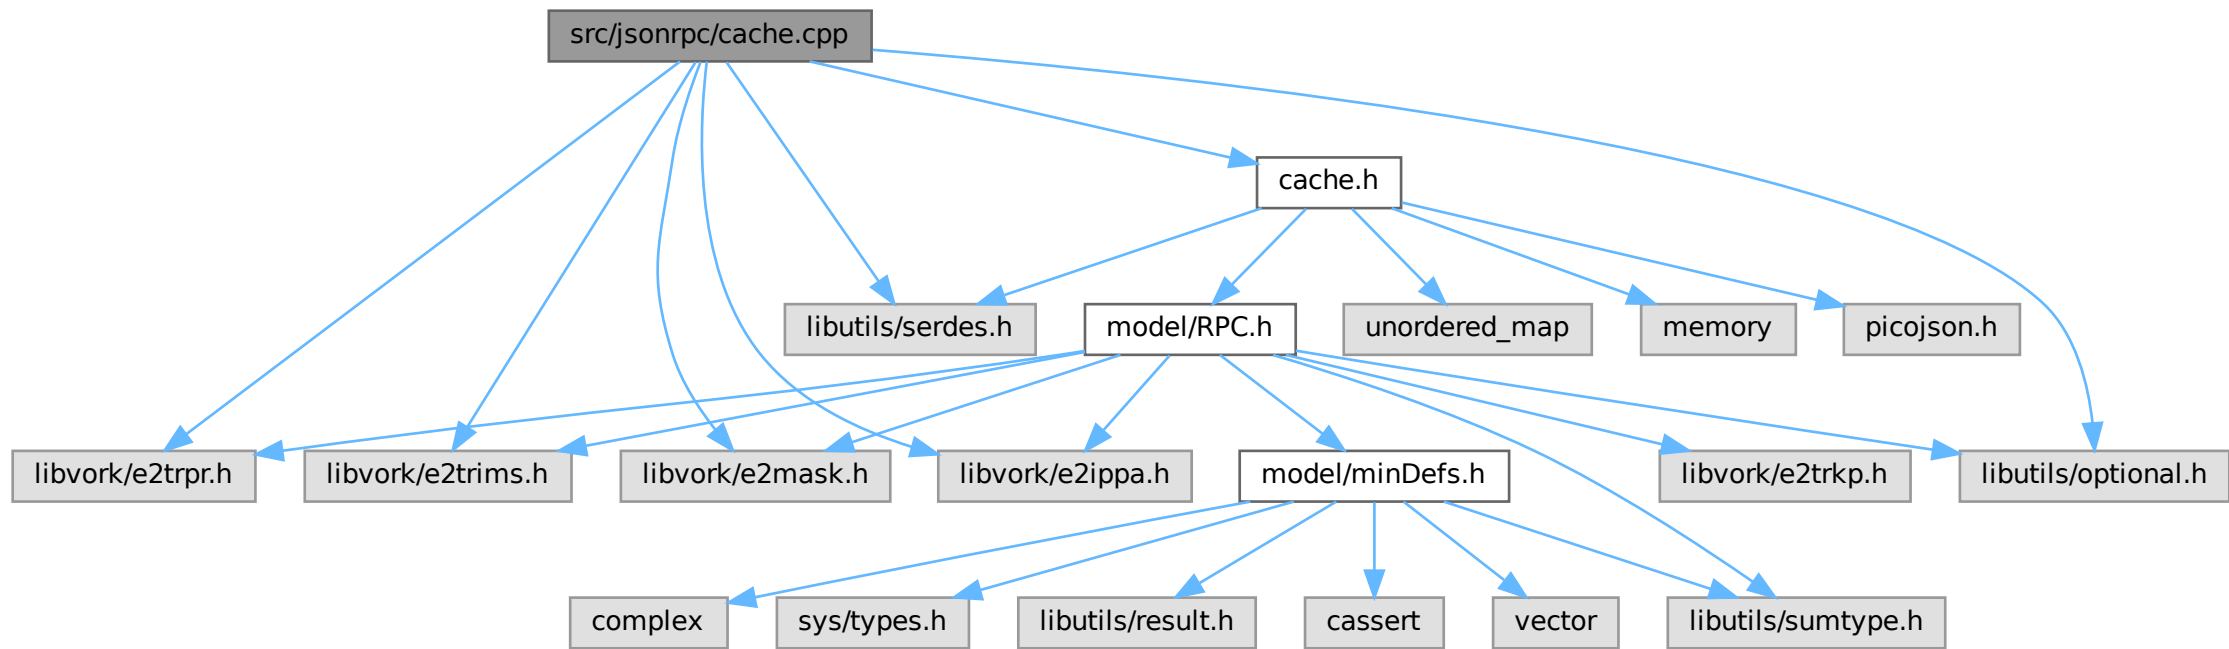 src/jsonrpc/cache.cpp
cache.h
libutils/serdes.h
model/RPC.h
unordered_map
memory
picojson.h
libvork/e2trpr.h
libvork/e2trims.h
libvork/e2mask.h
libvork/e2ippa.h
model/minDefs.h
libvork/e2trkp.h
libutils/optional.h
complex
sys/types.h
libutils/result.h
cassert
vector
libutils/sumtype.h